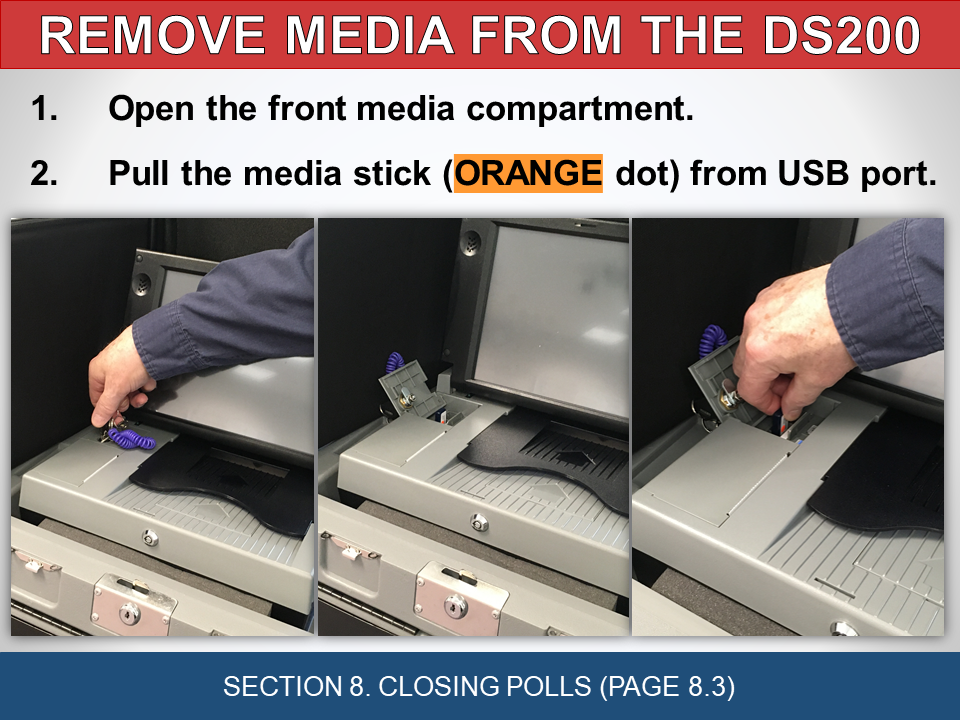 REMOVE MEDIA FROM THE DS200
1. Open the front media compartment.
2. Pull the media stick (ORANGE dot) from USB port.
SECTION 8. CLOSING POLLS (PAGE 8.3)